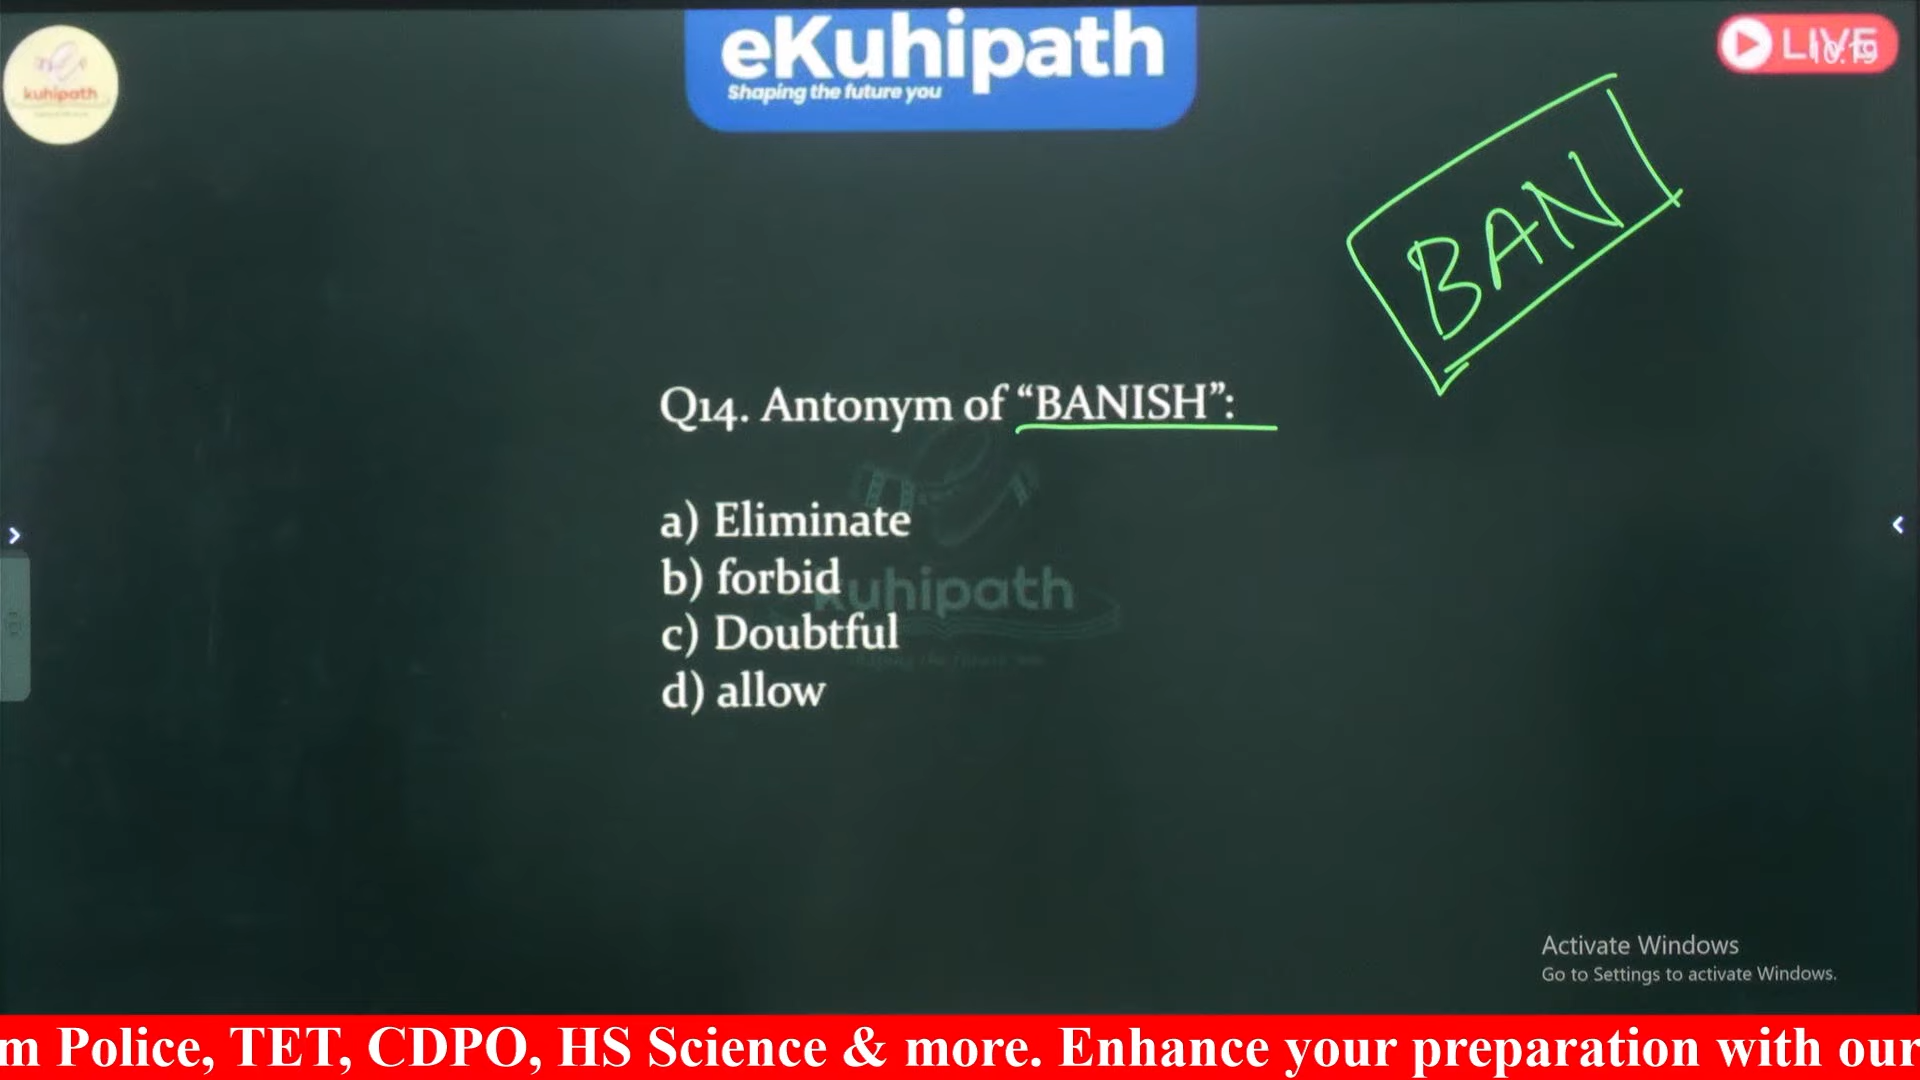 eKuhipath
Shaping the future you
kuhipath
LIVE
BAN
Q14. Antonym of “BANISH”:
a) Eliminate
b) forbid
c) Doubtful
d) allow
kuhipath
Activate Windows
Go to Settings to activate Windows.
m Police, TET, CDPO, HS Science & more. Enhance your preparation with our